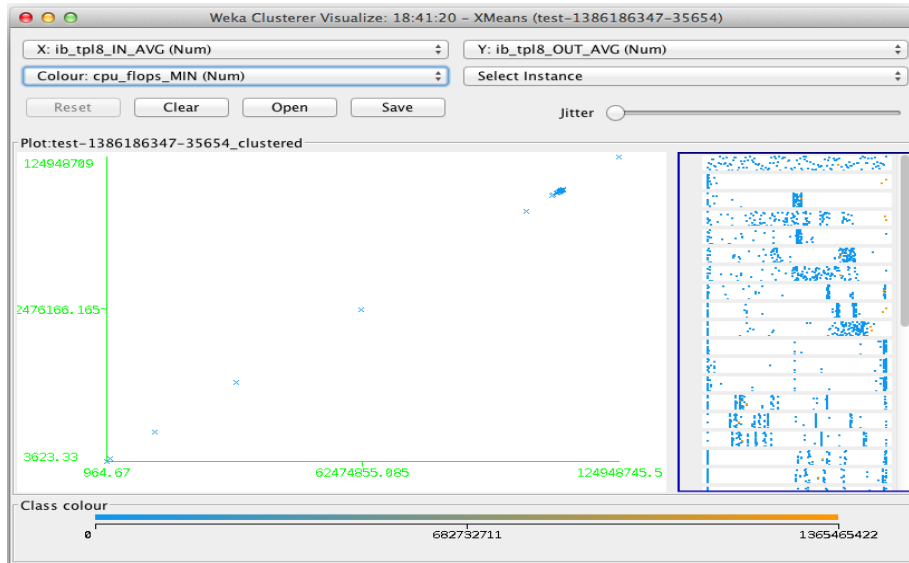 Weka Clusterer Visualize: 18:41:20 – XMeans (test-1386186347-35654)
X: ib_tpl8_IN_AVG (Num)
Y: ib_tpl8_OUT_AVG (Num)
Colour: cpu_flops_MIN (Num)
Select Instance
Reset
Clear
Open
Save
Jitter
Plot:test-1386186347-35654_clustered
124948709
2476166.165
3623.33
964.67
62474855.085
124948745.5
Class colour
0
682732711
1365465422